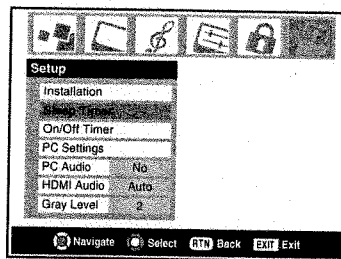 Setup
Installation
Sleep Timer
On/Off Timer
PC Settings
PC Audio No
HDMI Audio Auto
Gray Level 2
Navigate Select RTN Back EXIT Exit